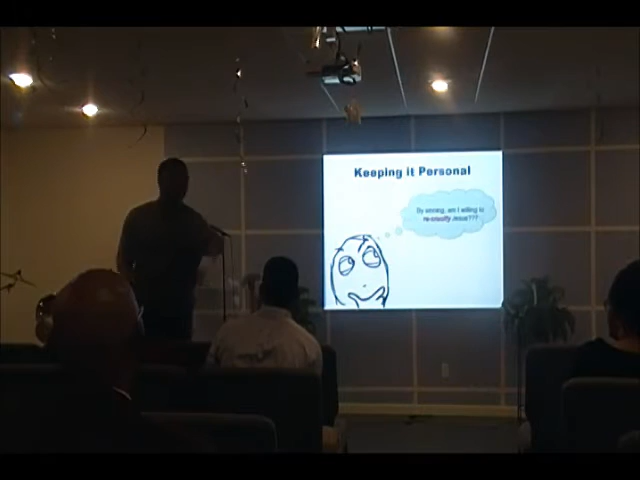 Keeping it Personal
By sinning, am I willing to
re-crucify Jesus???